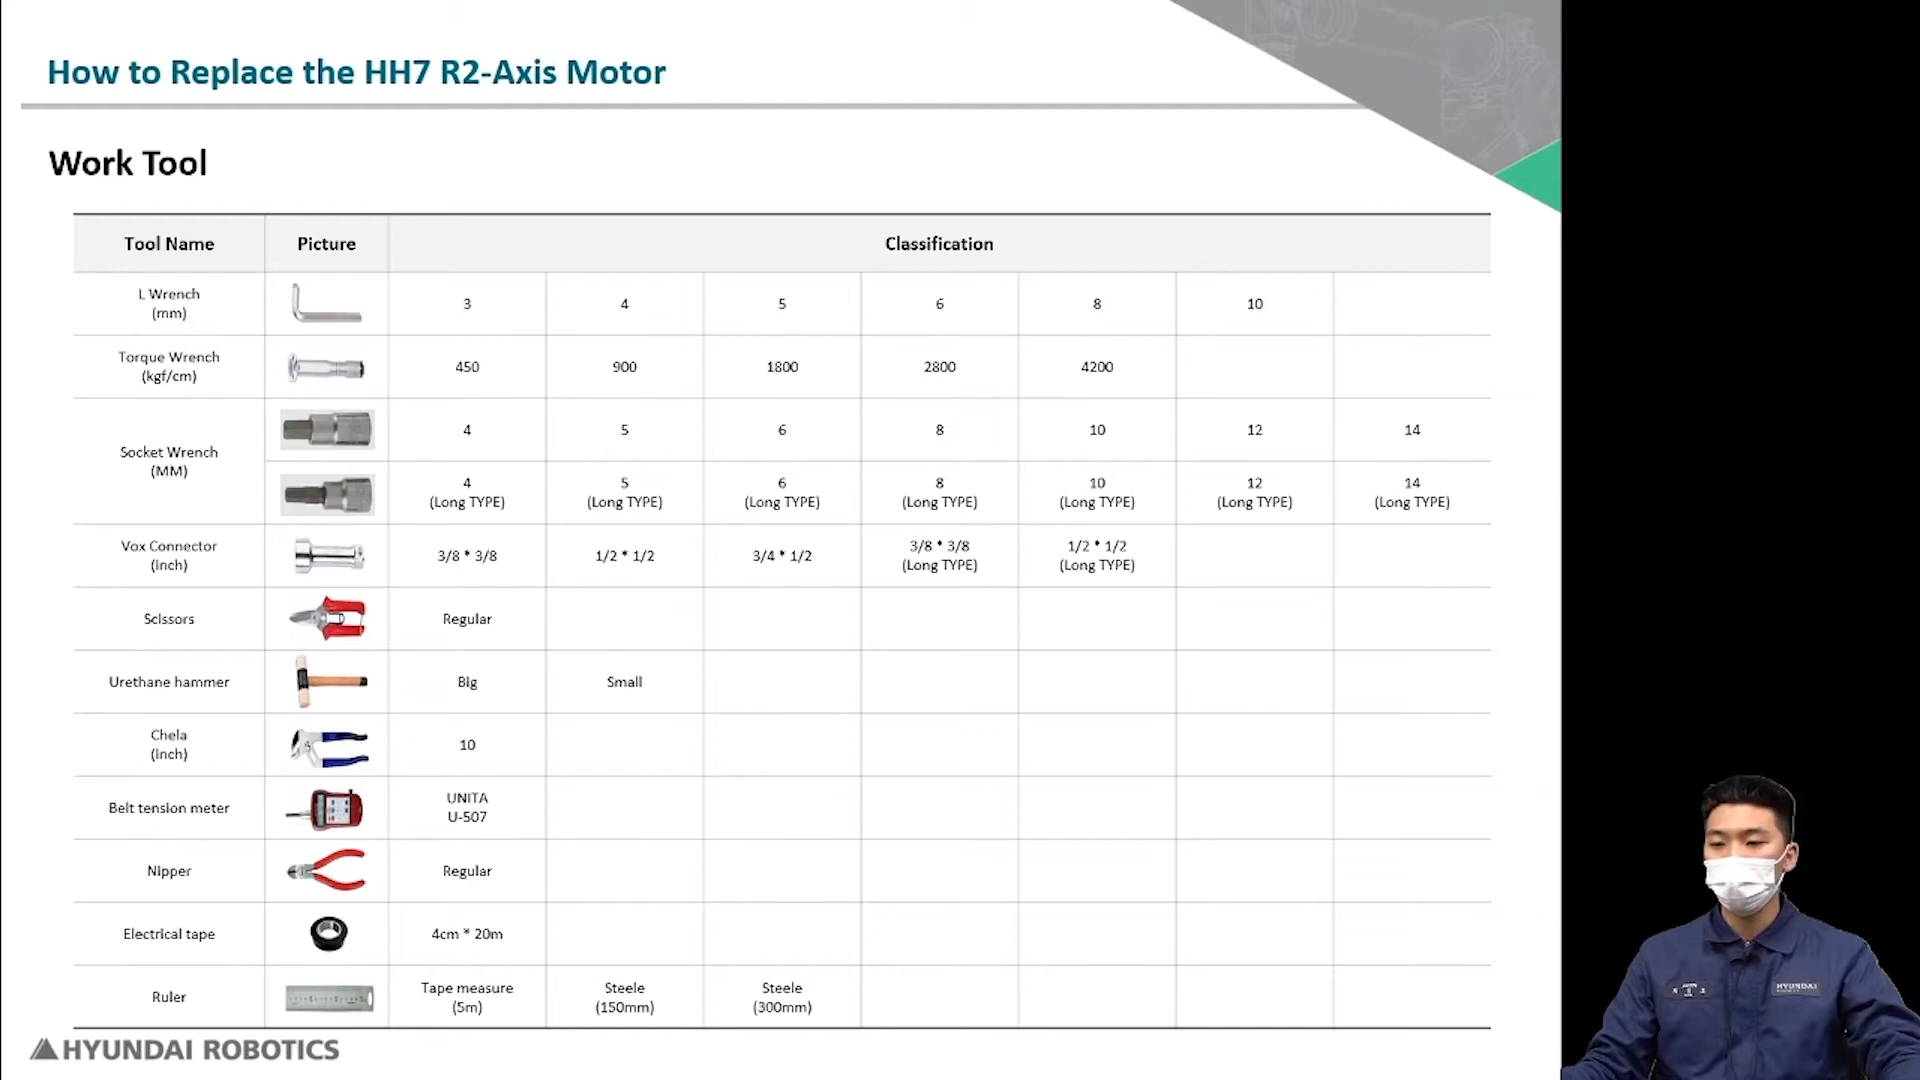 How to Replace the HH7 R2-Axis Motor
Work Tool
Tool Name Picture Classification
L Wrench
(mm)
3 4 5 6 8 10
Torque Wrench
(kgf/cm)
450 900 1800 2800 4200
Socket Wrench
(MM)
4 5 6 8 10 12 14
4 5 6 8 10 12 14
(Long TYPE) (Long TYPE) (Long TYPE) (Long TYPE) (Long TYPE) (Long TYPE) (Long TYPE)
Vox Connector
(Inch)
3/8 * 3/8 1/2 * 1/2 3/4 * 1/2 3/8 * 3/8 1/2 * 1/2
(Long TYPE) (Long TYPE)
Scissors Regular
Urethane hammer Big Small
Chela
(Inch)
10
Belt tension meter UNITA
U-507
Nipper Regular
Electrical tape 4cm * 20m
Ruler Tape measure Steele Steele
(5m) (150mm) (300mm)
HYUNDAI ROBOTICS
HYUNDAI